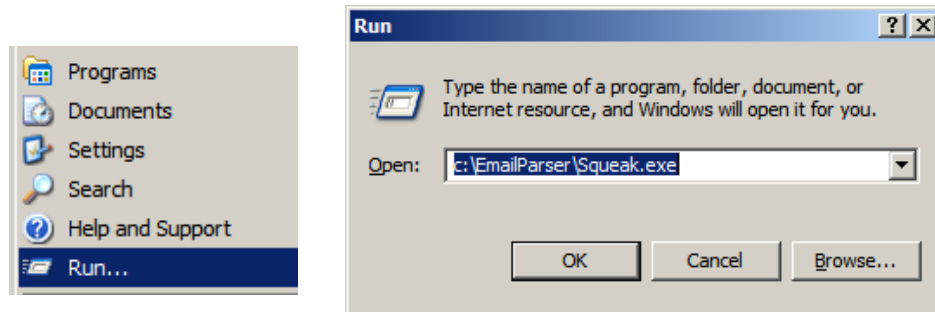 Programs
Documents
Settings
Search
Help and Support
Run...
Run
? X
Type the name of a program, folder, document, or
Internet resource, and Windows will open it for you.
Open: c:\EmailParser\Squeak.exe
OK Cancel Browse...